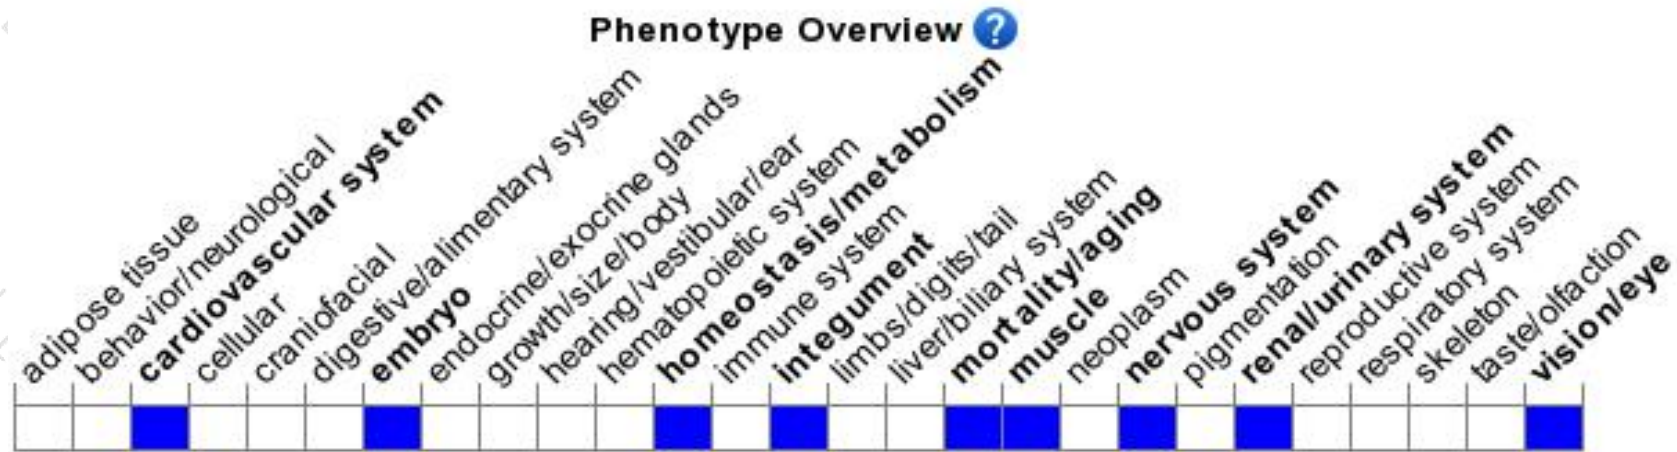 Phenotype Overview ?
adipose tissue
behavior/neurological
cardiovascular system
cellular
craniofacial
digestive/alimentary system
embryo
endocrine/exocrine glands
growth/size/body
hearing/vestibular/ear
hematopoietic system
homeostasis/metabolism
immune system
integument
limbs/digits/tail
liver/biliary system
mortality/aging
muscle
neoplasm
nervous system
pigmentation
renal/urinary system
reproductive system
respiratory system
skeleton
taste/olfaction
vision/eye